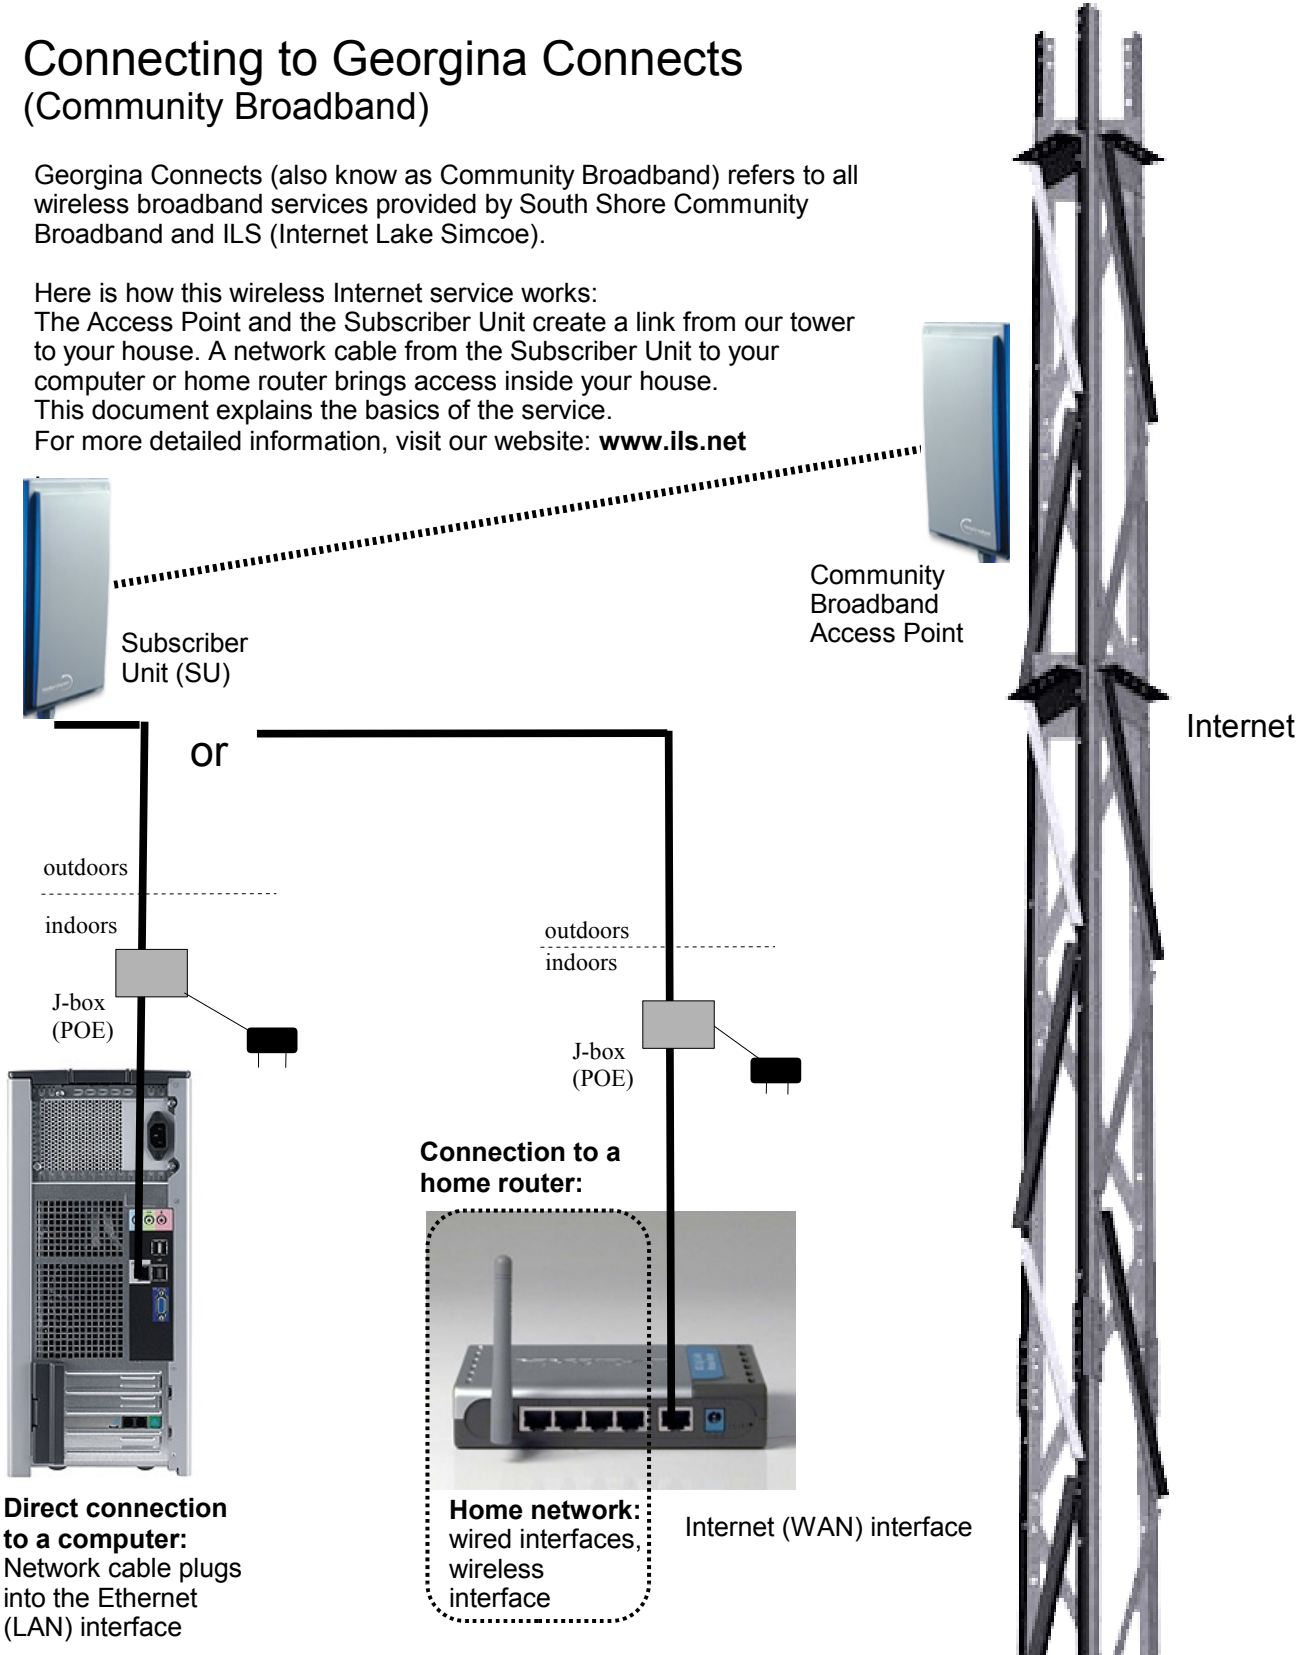 Connecting to Georgina Connects
(Community Broadband)
Georgina Connects (also know as Community Broadband) refers to all
wireless broadband services provided by South Shore Community
Broadband and ILS (Internet Lake Simcoe).
Here is how this wireless Internet service works:
The Access Point and the Subscriber Unit create a link from our tower
to your house. A network cable from the Subscriber Unit to your
computer or home router brings access inside your house.
This document explains the basics of the service.
For more detailed information, visit our website: www.ils.net
.
Community
Broadband
Access Point
Subscriber
Unit (SU)
Internet
or
outdoors
indoors
J-box
(POE)
outdoors
indoors
J-box
(POE)
Connection to a
home router:
Direct connection
to a computer:
Network cable plugs
into the Ethernet
(LAN) interface
Home network:
wired interfaces,
wireless
interface
Internet (WAN) interface